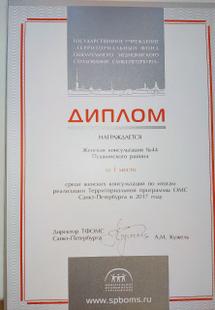 ГОСУДАРСТВЕННОЕ УЧРЕЖДЕНИЕ
«ТЕРРИТОРИАЛЬНЫЙ ФОНД
ОБЯЗАТЕЛЬНОГО МЕДИЦИНСКОГО
СТРАХОВАНИЯ САНКТ-ПЕТЕРБУРГА»
ДИПЛОМ
НАГРАЖДАЕТСЯ
Женская консультация №44
Пушкинского района
за I место
среди женских консультаций по итогам
реализации Территориальной программы ОМС
Санкт-Петербурга в 2017 году
Директор ТФОМС
Санкт-Петербурга
А.М. Кужель
www.spboms.ru